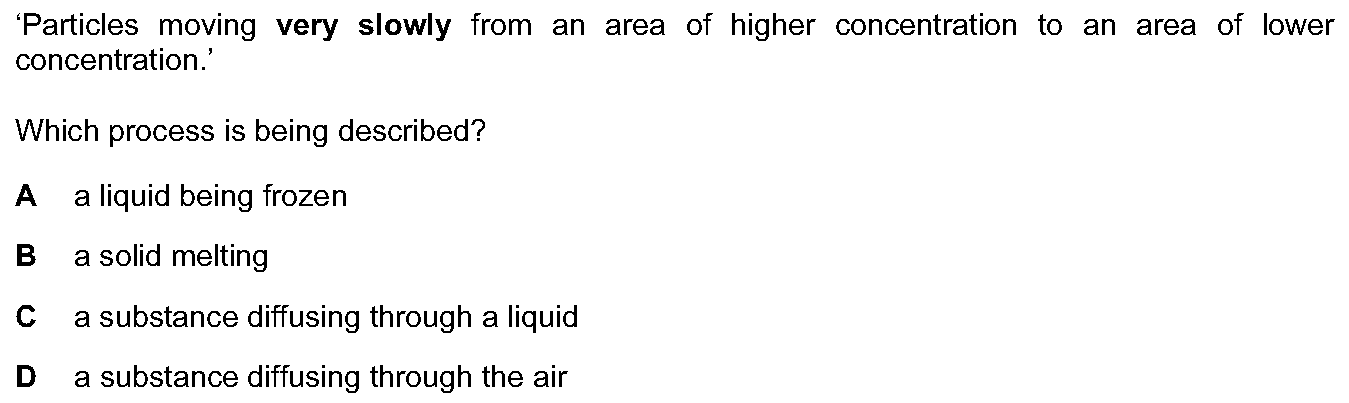 ‘Particles moving very slowly from an area of higher concentration to an area of lower
concentration.’
Which process is being described?
A a liquid being frozen
B a solid melting
C a substance diffusing through a liquid
D a substance diffusing through the air